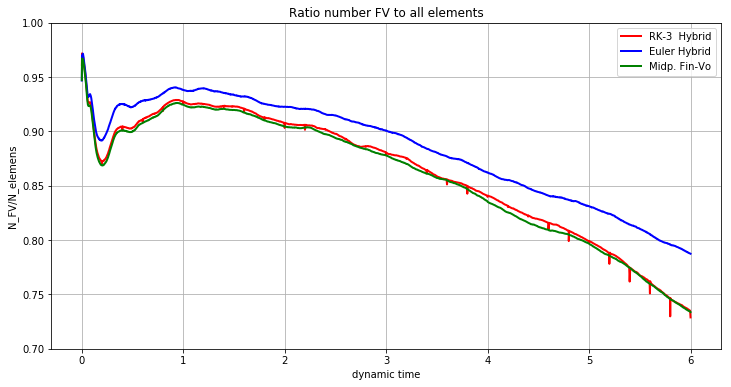 Ratio number FV to all elements
RK-3 Hybrid
Euler Hybrid
Midp. Fin-Vo
N_FV/N_elemens
1.00
0.95
0.90
0.85
0.80
0.75
0.70
0
1
2
3
4
5
6
dynamic time